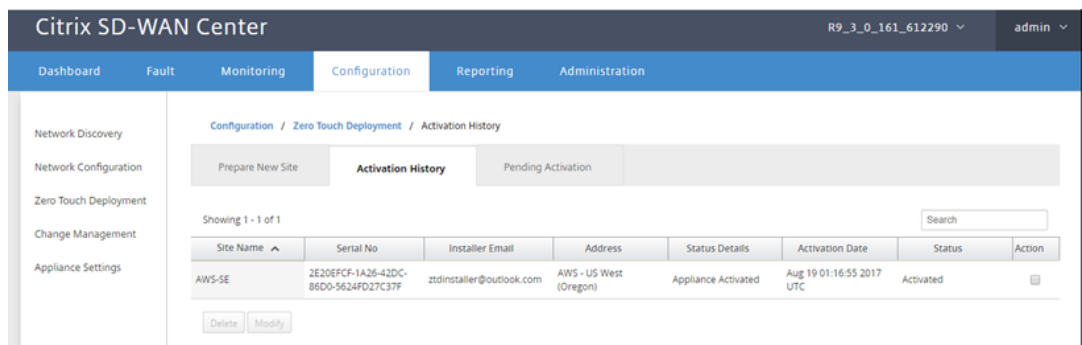 Citrix SD-WAN Center
R9_3_0_161_612290
admin
Dashboard Fault Monitoring Configuration Reporting Administration
Network Discovery
Network Configuration
Zero Touch Deployment
Change Management
Appliance Settings
Configuration / Zero Touch Deployment / Activation History
Prepare New Site Activation History Pending Activation
Showing 1 - 1 of 1
Search
Site Name Serial No Installer Email Address Status Details Activation Date Status Action
AWS-SE 2E20EFCF-1A26-42DC-86D0-5624FD27C37F ztdinstaller@outlook.com AWS - US West (Oregon) Appliance Activated Aug 19 01:16:55 2017 UTC Activated
Delete Modify